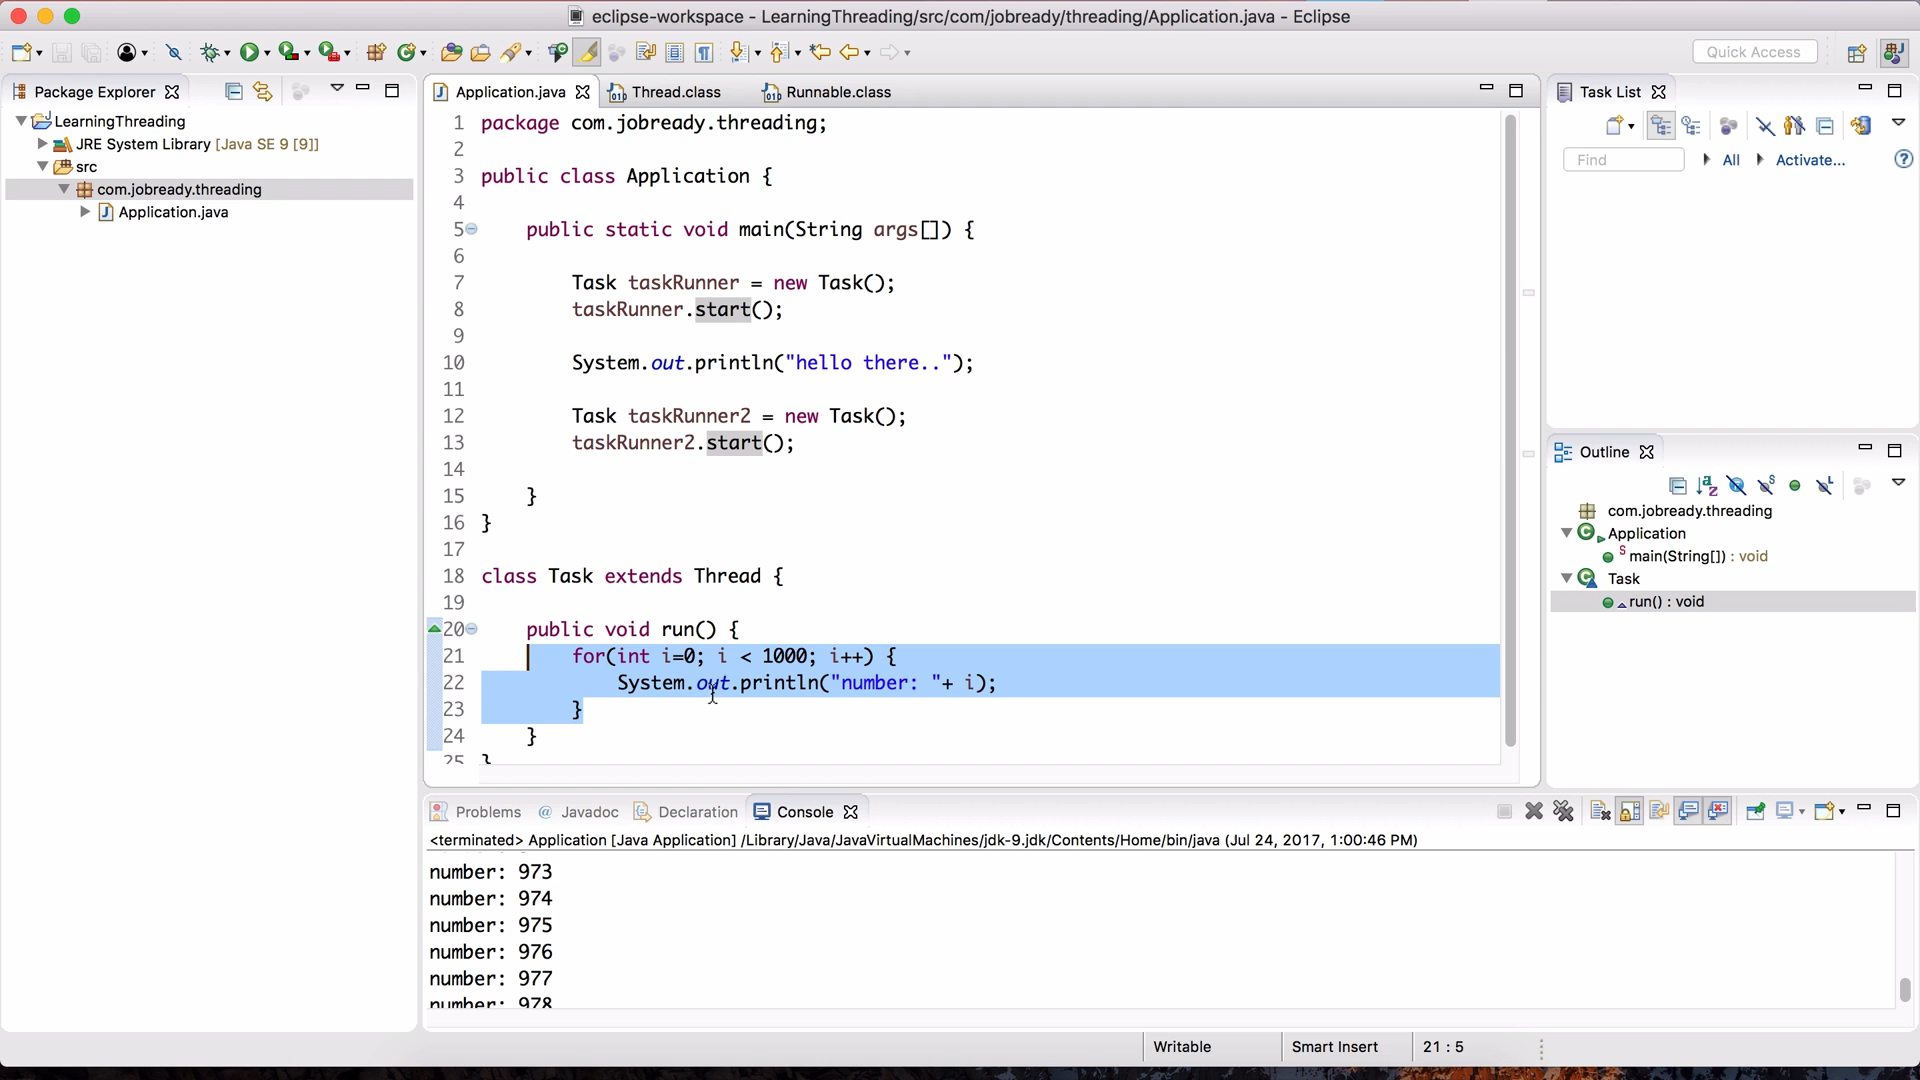 eclipse-workspace - LearningThreading/src/com/jobready/threading/Application.java - Eclipse
Quick Access
Package Explorer
LearningThreading
JRE System Library [Java SE 9 [9]]
src
com.jobready.threading
Application.java
Application.java
Thread.class
Runnable.class
1 package com.jobready.threading;
2
3 public class Application {
4
5 public static void main(String args[]) {
6
7 Task taskRunner = new Task();
8 taskRunner.start();
9
10 System.out.println("hello there..");
11
12 Task taskRunner2 = new Task();
13 taskRunner2.start();
14
15 }
16 }
17
18 class Task extends Thread {
19
20 public void run() {
21 for(int i=0; i < 1000; i++) {
22 System.out.println("number: "+ i);
23 }
24 }
25 }
Task List
Find
All
Activate...
Outline
com.jobready.threading
Application
main(String[]) : void
Task
run() : void
Problems
Javadoc
Declaration
Console
<terminated> Application [Java Application] /Library/Java/JavaVirtualMachines/jdk-9.jdk/Contents/Home/bin/java (Jul 24, 2017, 1:00:46 PM)
number: 973
number: 974
number: 975
number: 976
number: 977
number: 978
Writable
Smart Insert
21 : 5